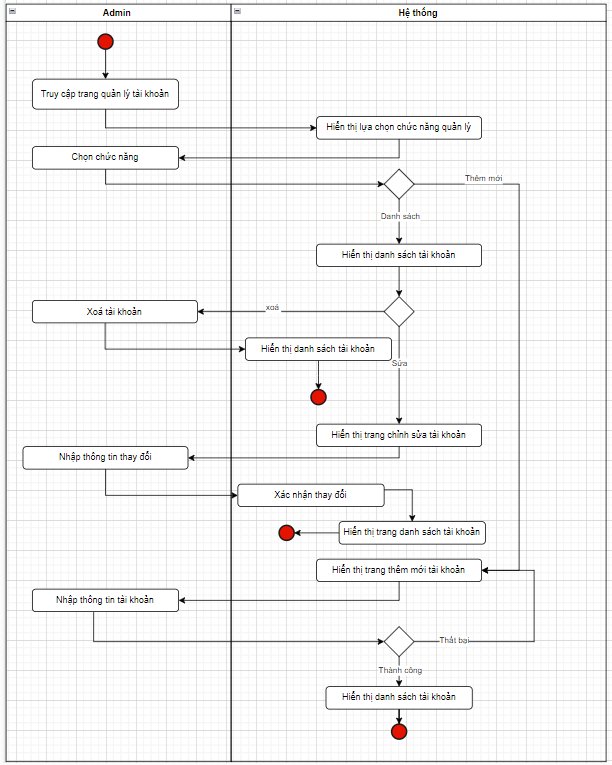 Admin
Hệ thống
Truy cập trang quản lý tài khoản
Hiển thị lựa chọn chức năng quản lý
Chọn chức năng
Thêm mới
Danh sách
Hiển thị danh sách tài khoản
xoá
Xoá tài khoản
Hiển thị danh sách tài khoản
Sửa
Hiển thị trang chỉnh sửa tài khoản
Nhập thông tin thay đổi
Xác nhận thay đổi
Hiển thị trang danh sách tài khoản
Hiển thị trang thêm mới tài khoản
Nhập thông tin tài khoản
Thất bại
Thành công
Hiển thị danh sách tài khoản